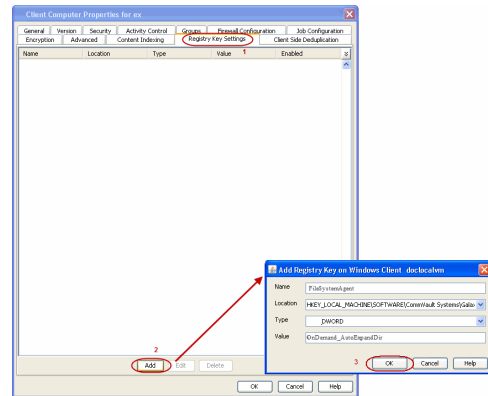 Client Computer Properties for ex
General Version Security Activity Control Groups Firewall Configuration Job Configuration
Encryption Advanced Content Indexing Registry Key Settings Client Side Deduplication
Name Location Type Value 1 Enabled
Add Registry Key on Windows Client doclocalvm
Name FileSystemAgent
Location HKEY_LOCAL_MACHINE\SOFTWARE\CommVault Systems\Galax
Type DWORD
Value OnDemand_AutoExpandDir
3 OK Cancel Help
2
Add Edit Delete
OK Cancel Help